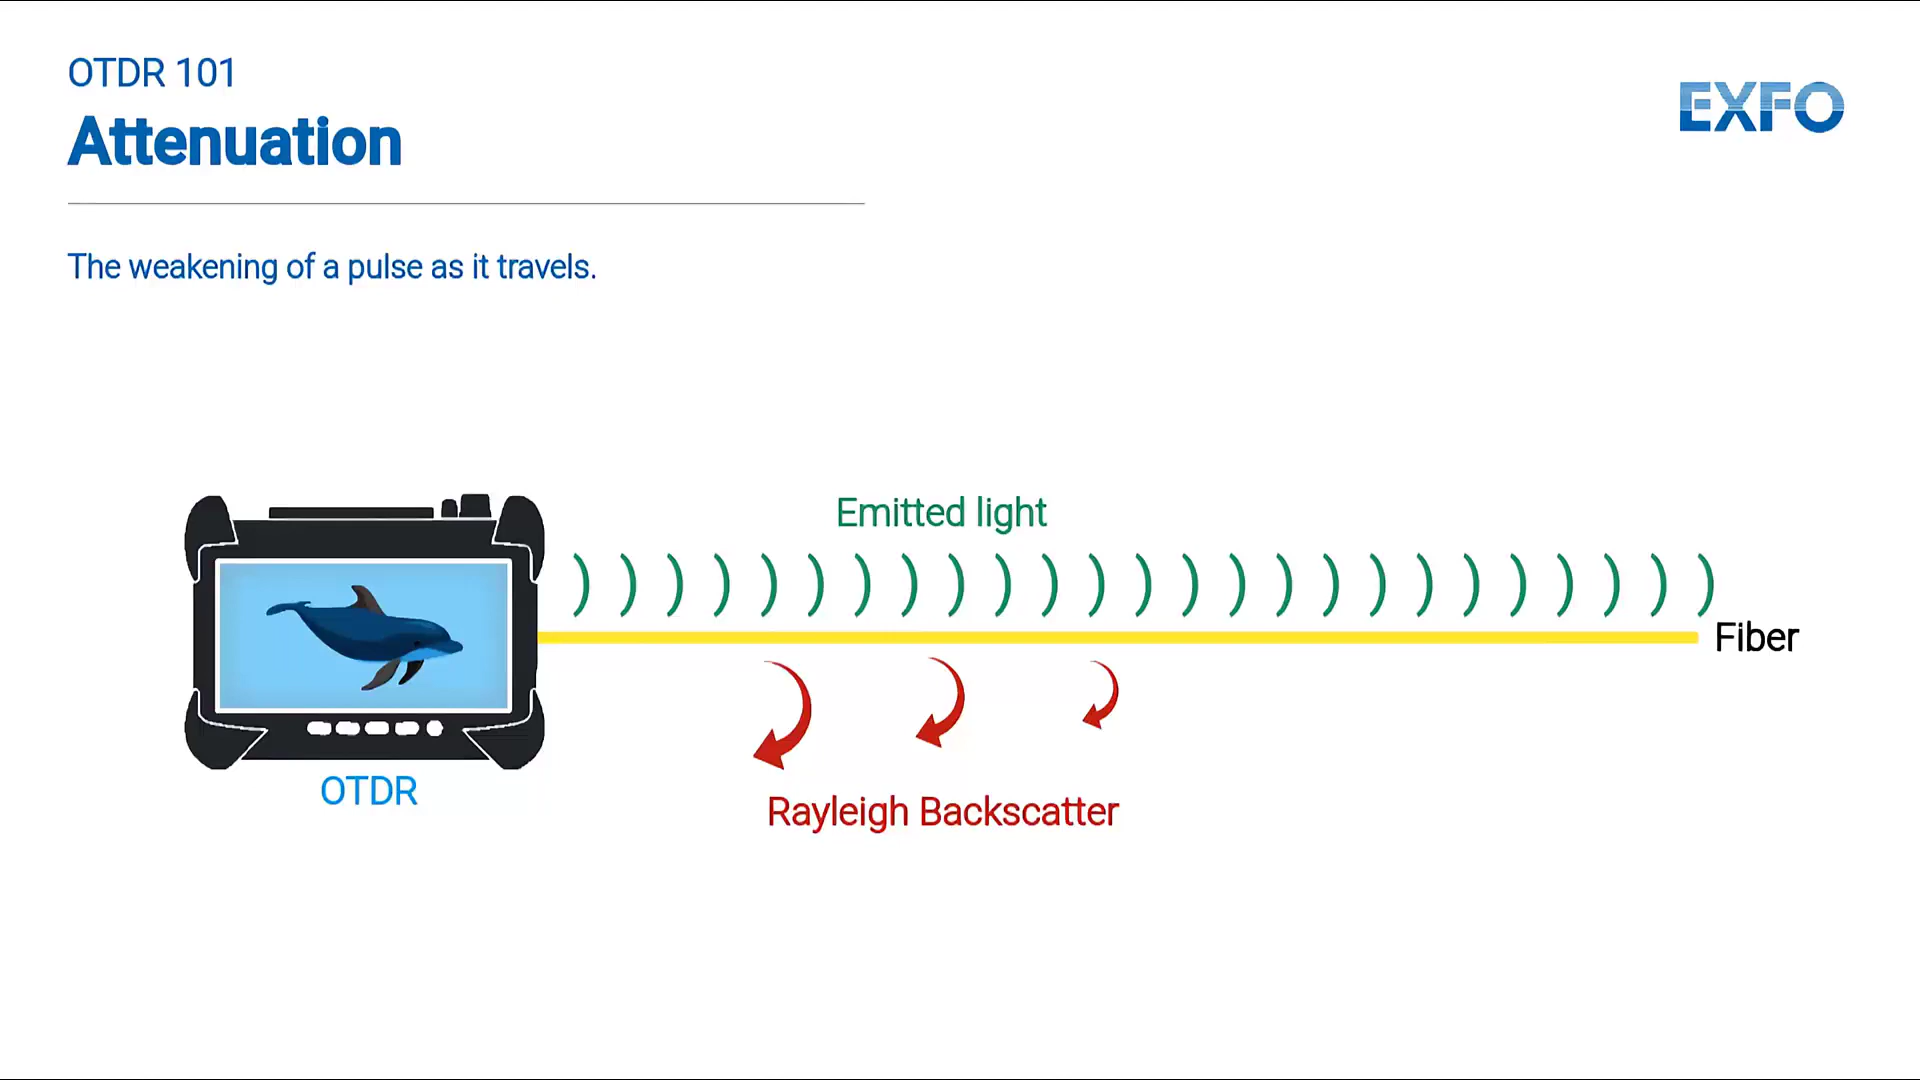 OTDR 101
EXFO
Attenuation
The weakening of a pulse as it travels.
Emitted light
Fiber
OTDR
Rayleigh Backscatter